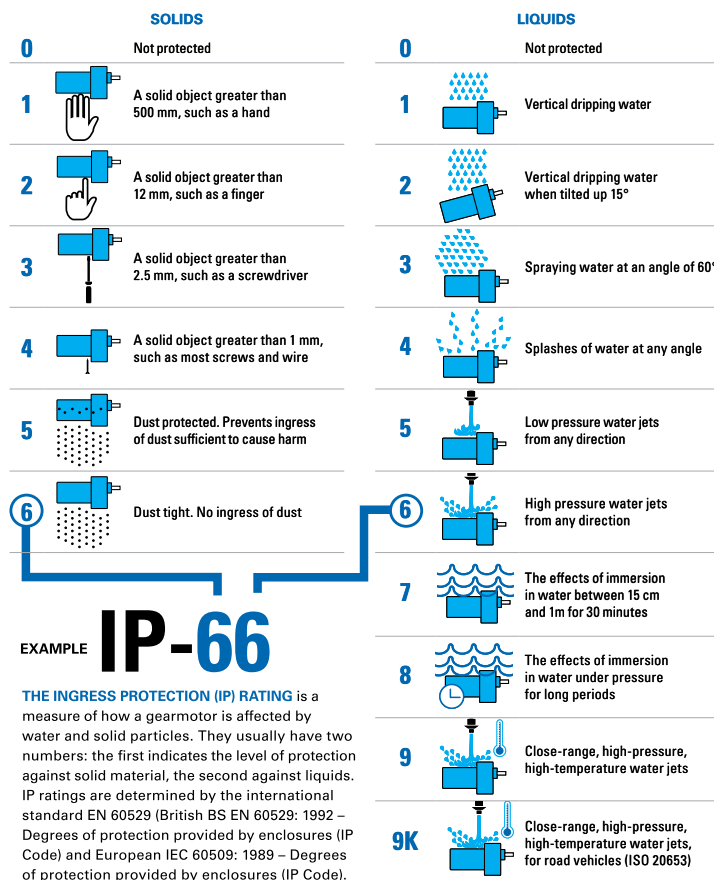 SOLIDS
0
Not protected
1
A solid object greater than
500 mm, such as a hand
2
A solid object greater than
12 mm, such as a finger
3
A solid object greater than
2.5 mm, such as a screwdriver
4
A solid object greater than 1 mm,
such as most screws and wire
5
Dust protected. Prevents ingress
of dust sufficient to cause harm
6
Dust tight. No ingress of dust
LIQUIDS
0
Not protected
1
Vertical dripping water
2
Vertical dripping water
when tilted up 15°
3
Spraying water at an angle of 60°
4
Splashes of water at any angle
5
Low pressure water jets
from any direction
6
High pressure water jets
from any direction
7
The effects of immersion
in water between 15 cm
and 1m for 30 minutes
8
The effects of immersion
in water under pressure
for long periods
9
Close-range, high-pressure,
high-temperature water jets
9K
Close-range, high-pressure,
high-temperature water jets,
for road vehicles (ISO 20653)
EXAMPLE IP-66
THE INGRESS PROTECTION (IP) RATING is a
measure of how a gearmotor is affected by
water and solid particles. They usually have two
numbers: the first indicates the level of protection
against solid material, the second against liquids.
IP ratings are determined by the international
standard EN 60529 (British BS EN 60529: 1992 –
Degrees of protection provided by enclosures (IP
Code) and European IEC 60509: 1989 – Degrees
of protection provided by enclosures (IP Code).